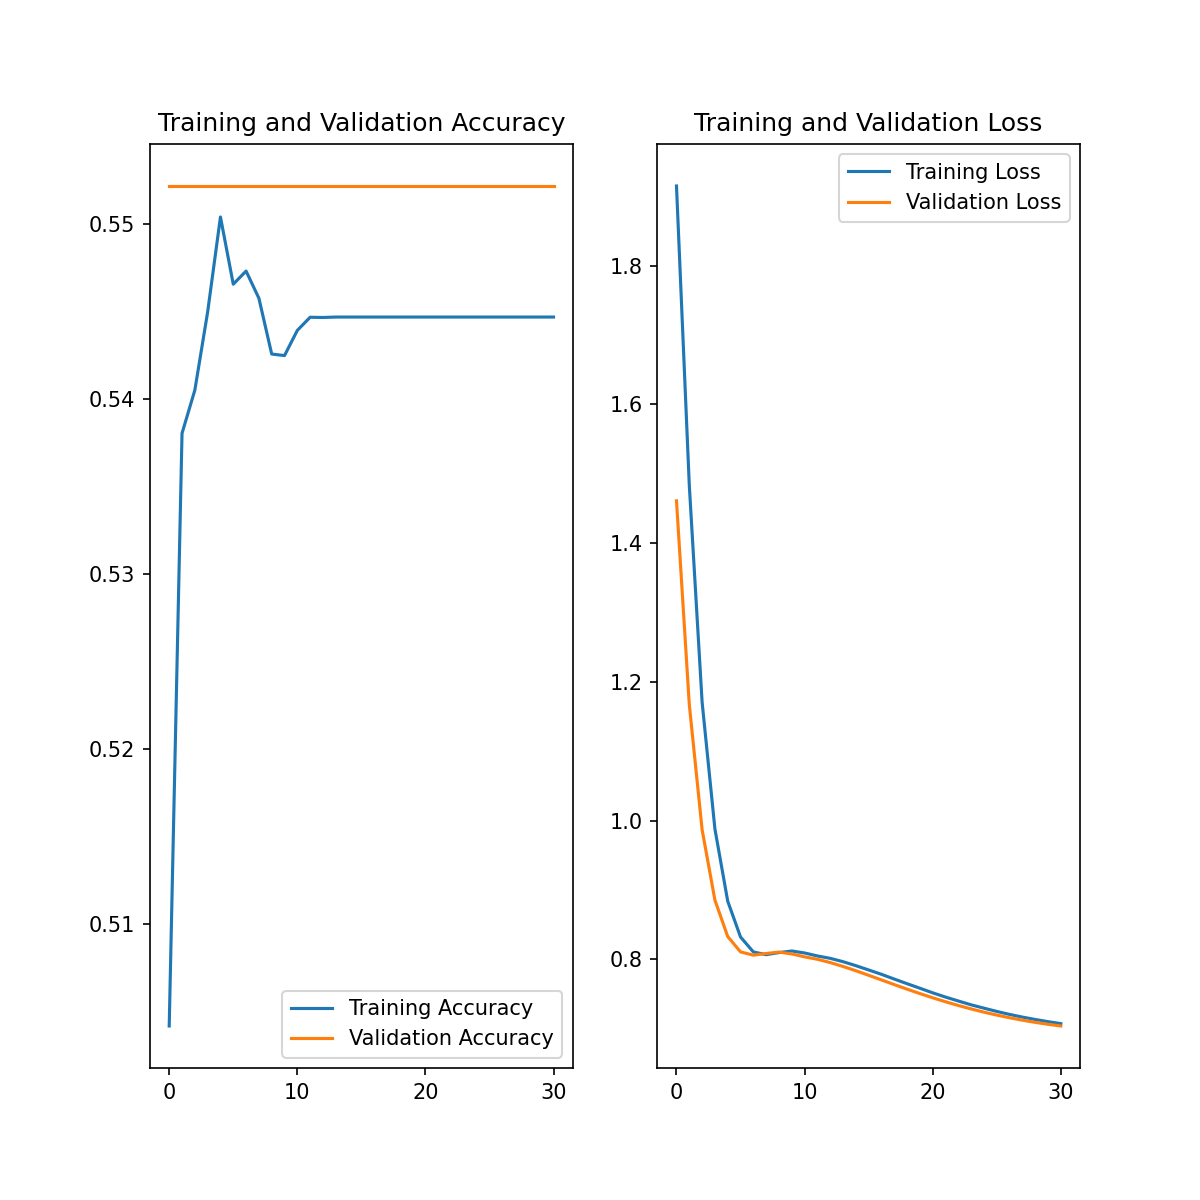 Training and Validation Accuracy
0.55
0.54
0.53
0.52
0.51
Training Accuracy
Validation Accuracy
0 10 20 30
Training and Validation Loss
Training Loss
Validation Loss
1.8
1.6
1.4
1.2
1.0
0.8
0 10 20 30